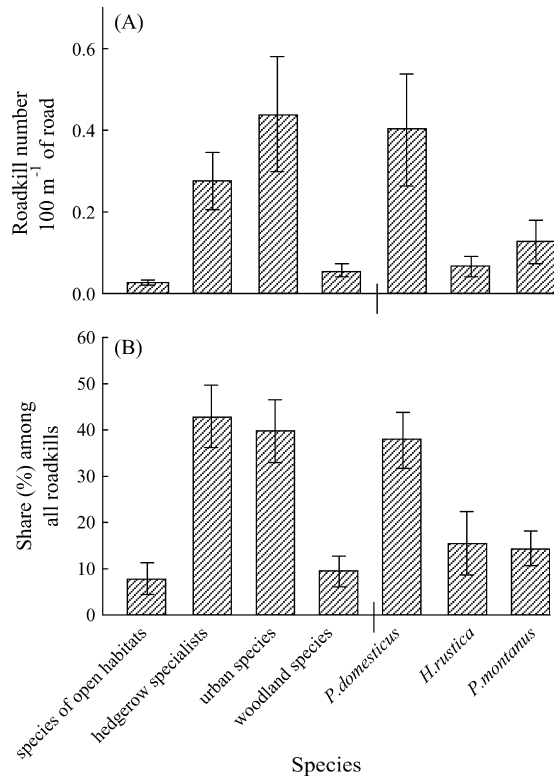 (A)
0.6
0.4
0.2
0.0
Roadkill number
100 m⁻¹ of road
(B)
60
50
40
30
20
10
0
Share (%) among
all roadkills
species of open habitats
hedgerow specialists
urban species
woodland species
P.domesticus
H.rustica
P.montanus
Species